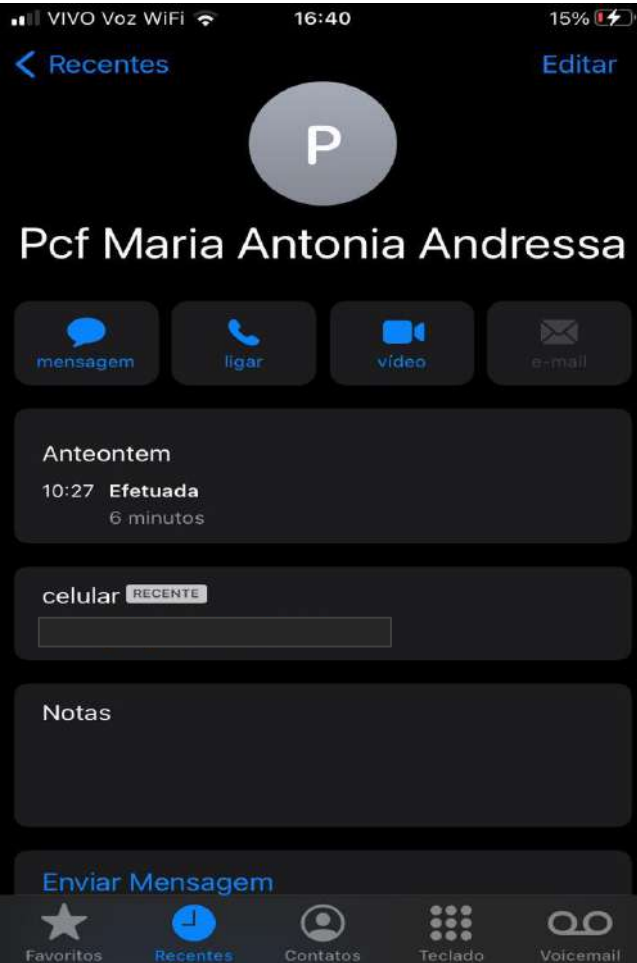 VIVO Voz WiFi 16:40 15%
Recentes Editar
P
Pcf Maria Antonia Andressa
mensagem ligar vídeo e-mail
Anteontem
10:27 Efetuada
6 minutos
celular RECENTE
Notas
Enviar Mensagem
Favoritos Recentes Contatos Teclado Voicemail